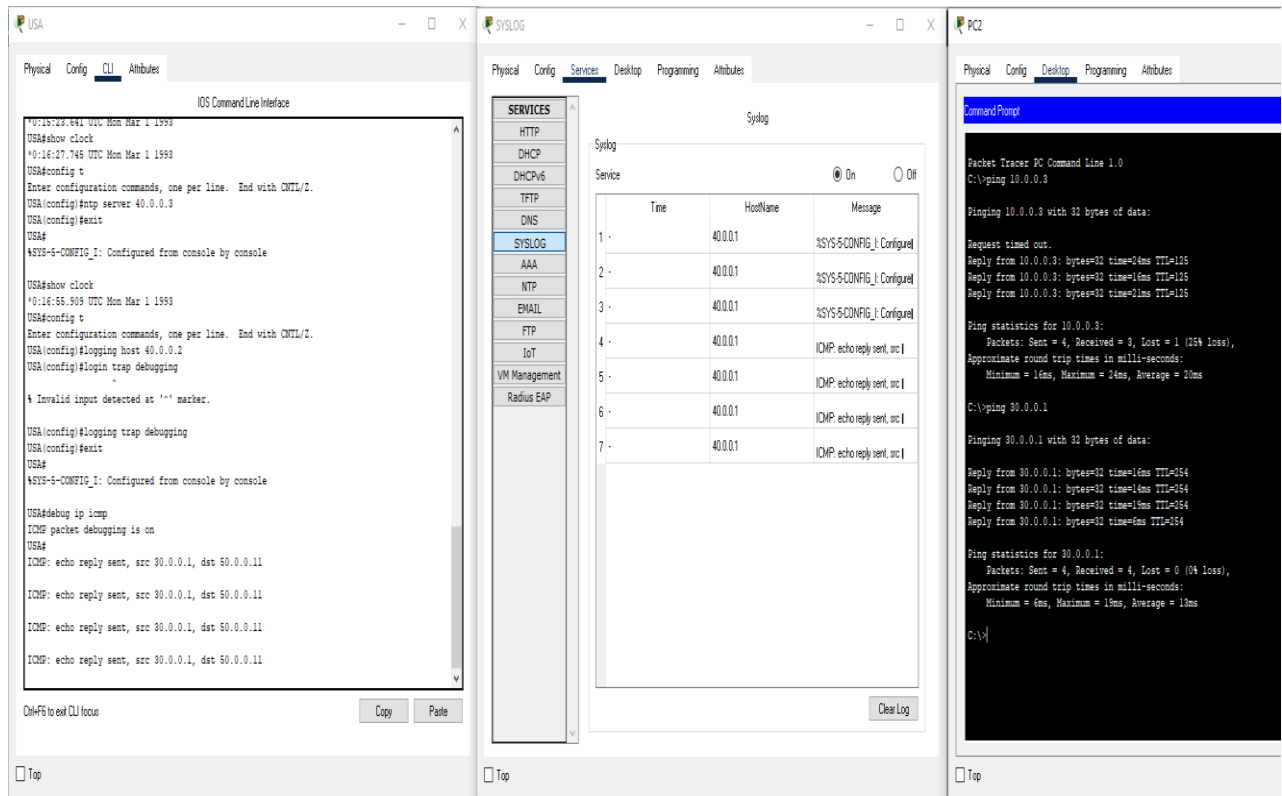 USA
Physical Config CLI Attributes
IOS Command Line Interface
*0:15:23.641 UTC Mon Mar 1 1993
USA#show clock
*0:16:27.745 UTC Mon Mar 1 1993
USA#config t
Enter configuration commands, one per line. End with CNTL/Z.
USA(config)#ntp server 40.0.0.3
USA(config)#exit
USA#
%SYS-5-CONFIG_I: Configured from console by console
USA#show clock
*0:16:55.909 UTC Mon Mar 1 1993
USA#config t
Enter configuration commands, one per line. End with CNTL/Z.
USA(config)#logging host 40.0.0.2
USA(config)#login trap debugging
^
% Invalid input detected at '^' marker.
USA(config)#logging trap debugging
USA(config)#exit
USA#
%SYS-5-CONFIG_I: Configured from console by console
USA#debug ip icmp
ICMP packet debugging is on
USA#
ICMP: echo reply sent, src 30.0.0.1, dst 50.0.0.11
ICMP: echo reply sent, src 30.0.0.1, dst 50.0.0.11
ICMP: echo reply sent, src 30.0.0.1, dst 50.0.0.11
ICMP: echo reply sent, src 30.0.0.1, dst 50.0.0.11
Ctrl+F6 to exit CLI focus
Copy Paste
Top
SYSLOG
Physical Config Services Desktop Programming Attributes
SERVICES
HTTP
DHCP
DHCPv6
TFTP
DNS
SYSLOG
AAA
NTP
EMAIL
FTP
IoT
VM Management
Radius EAP
Syslog
Syslog
Service On Off
Time HostName Message
1 - 40.0.0.1 %SYS-5-CONFIG_I: Configure
2 - 40.0.0.1 %SYS-5-CONFIG_I: Configure
3 - 40.0.0.1 %SYS-5-CONFIG_I: Configure
4 - 40.0.0.1 ICMP: echo reply sent, src
5 - 40.0.0.1 ICMP: echo reply sent, src
6 - 40.0.0.1 ICMP: echo reply sent, src
7 - 40.0.0.1 ICMP: echo reply sent, src
Clear Log
Top
PC2
Physical Config Desktop Programming Attributes
Command Prompt
Packet Tracer PC Command Line 1.0
C:\>ping 10.0.0.3
Pinging 10.0.0.3 with 32 bytes of data:
Request timed out.
Reply from 10.0.0.3: bytes=32 time=24ms TTL=125
Reply from 10.0.0.3: bytes=32 time=16ms TTL=125
Reply from 10.0.0.3: bytes=32 time=21ms TTL=125
Ping statistics for 10.0.0.3:
Packets: Sent = 4, Received = 3, Lost = 1 (25% loss),
Approximate round trip times in milli-seconds:
Minimum = 16ms, Maximum = 24ms, Average = 20ms
C:\>ping 30.0.0.1
Pinging 30.0.0.1 with 32 bytes of data:
Reply from 30.0.0.1: bytes=32 time=16ms TTL=254
Reply from 30.0.0.1: bytes=32 time=14ms TTL=254
Reply from 30.0.0.1: bytes=32 time=19ms TTL=254
Reply from 30.0.0.1: bytes=32 time=6ms TTL=254
Ping statistics for 30.0.0.1:
Packets: Sent = 4, Received = 4, Lost = 0 (0% loss),
Approximate round trip times in milli-seconds:
Minimum = 6ms, Maximum = 19ms, Average = 13ms
C:\>
Top